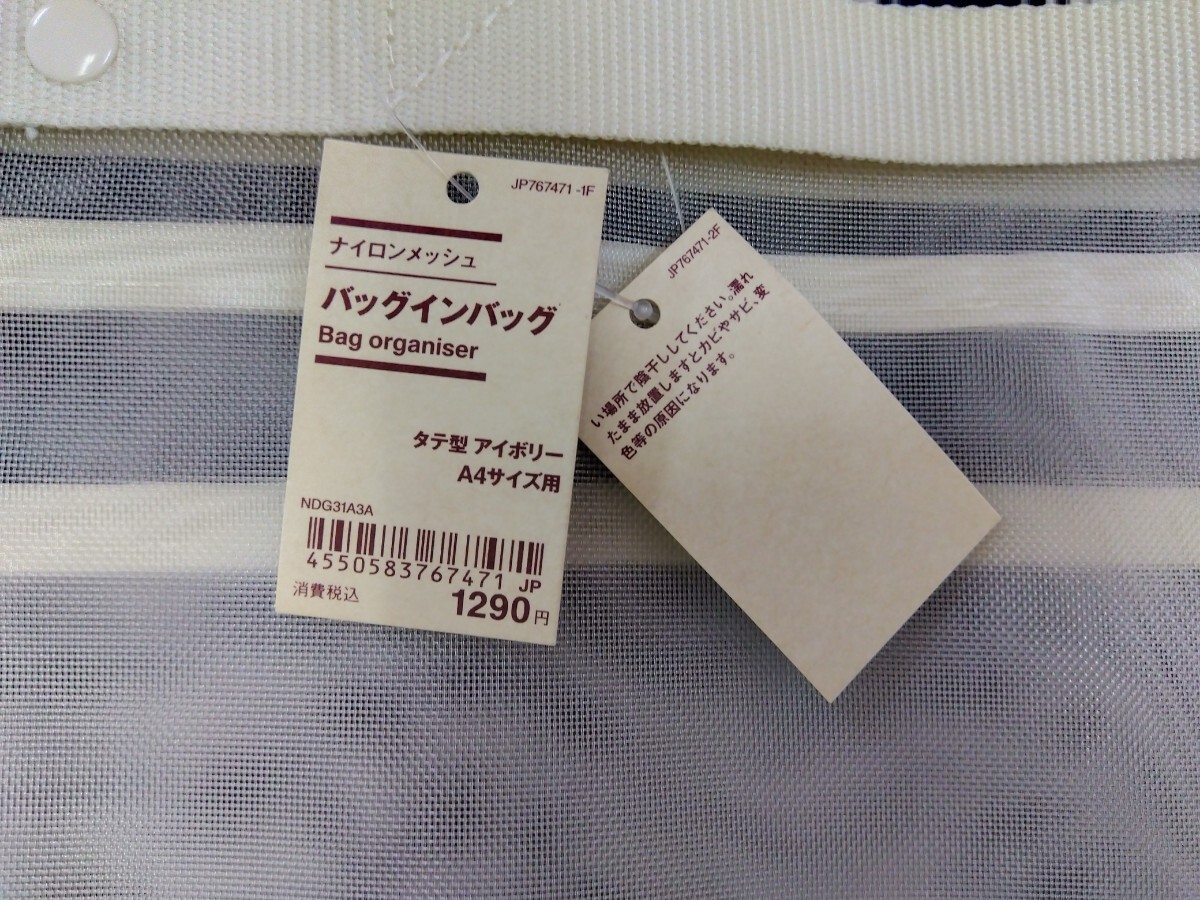 JP767471 -1F
ナイロンメッシュ
バッグインバッグ
Bag organiser
タテ型 アイボリー
A4サイズ用
NDG31A3A
4550583767471 JP
消費税込 1290円
JP767471-2F
い場所で陰干ししてください。濡れ
たまま放置しますとカビやサビ、変
色等の原因になります。